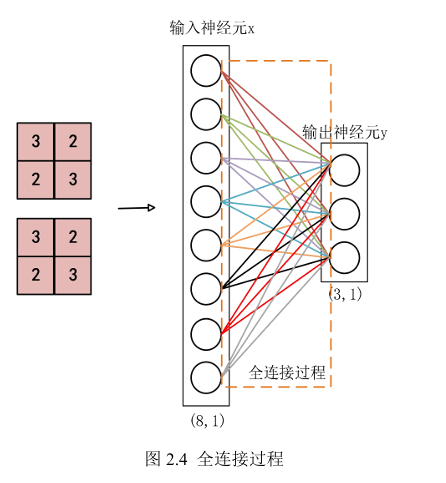 输入神经元x
3 2
2 3
3 2
2 3
输出神经元y
(3,1)
全连接过程
(8,1)
图 2.4 全连接过程